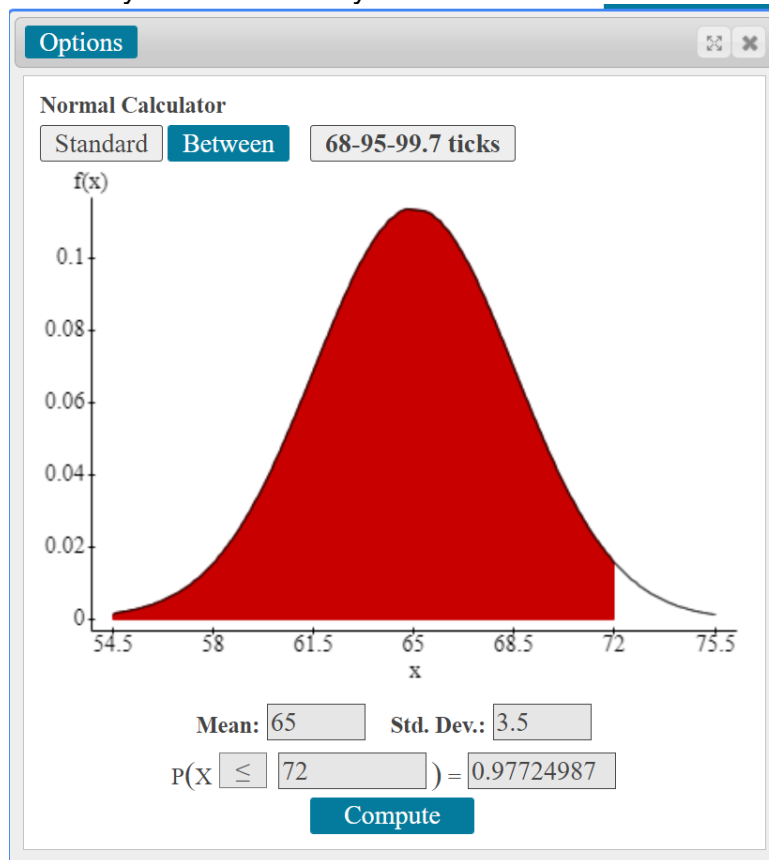 Options
Normal Calculator
Standard Between 68-95-99.7 ticks
f(x)
0.1
0.08
0.06
0.04
0.02
0
54.5 58 61.5 65 68.5 72 75.5
x
Mean: 65 Std. Dev.: 3.5
P(X ≤ 72 ) = 0.97724987
Compute